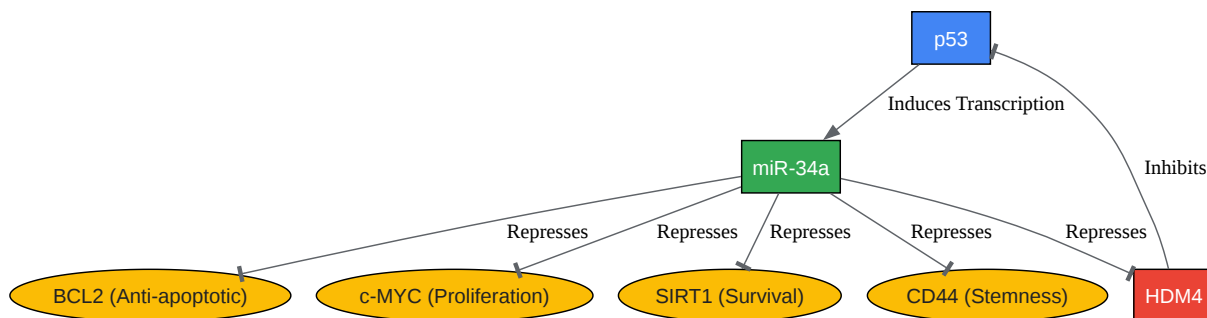 p53
Induces Transcription
miR-34a
Inhibits
Represses
Represses
Represses
Represses
Represses
BCL2 (Anti-apoptotic)
c-MYC (Proliferation)
SIRT1 (Survival)
CD44 (Stemness)
HDM4